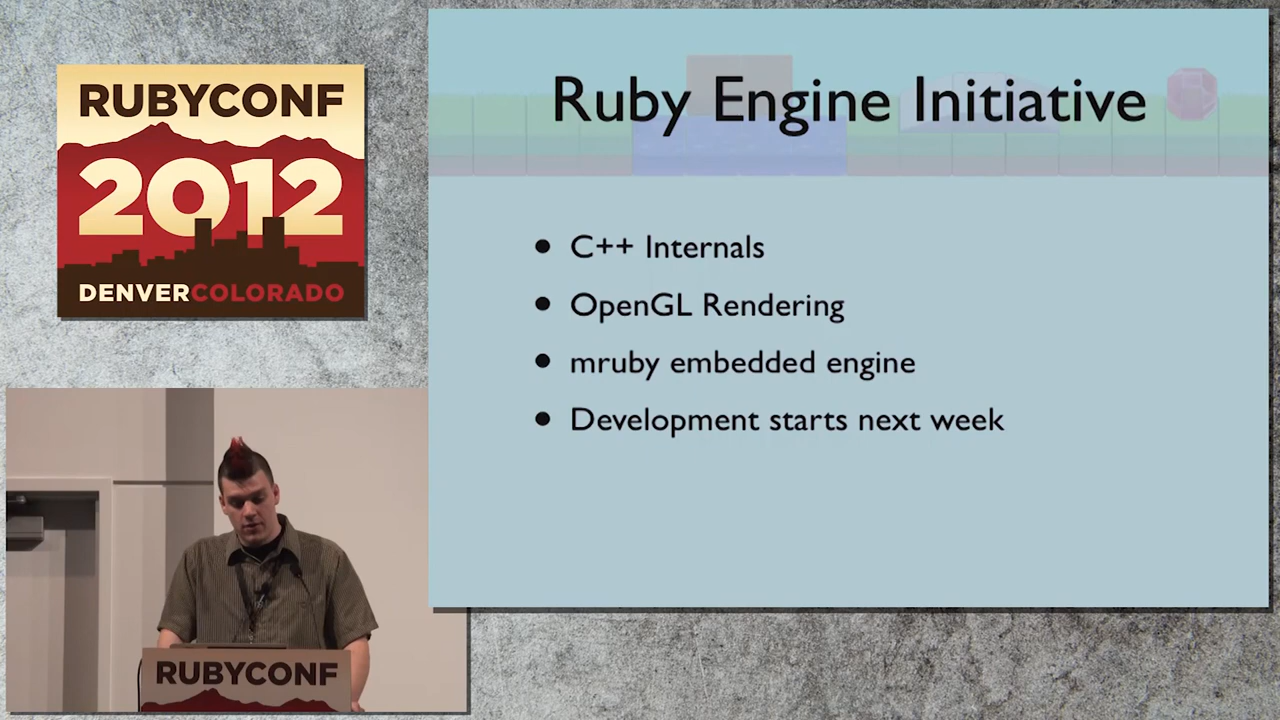 RUBYCONF
2012
DENVERCOLORADO
Ruby Engine Initiative
C++ Internals
OpenGL Rendering
mruby embedded engine
Development starts next week
RUBYCONF